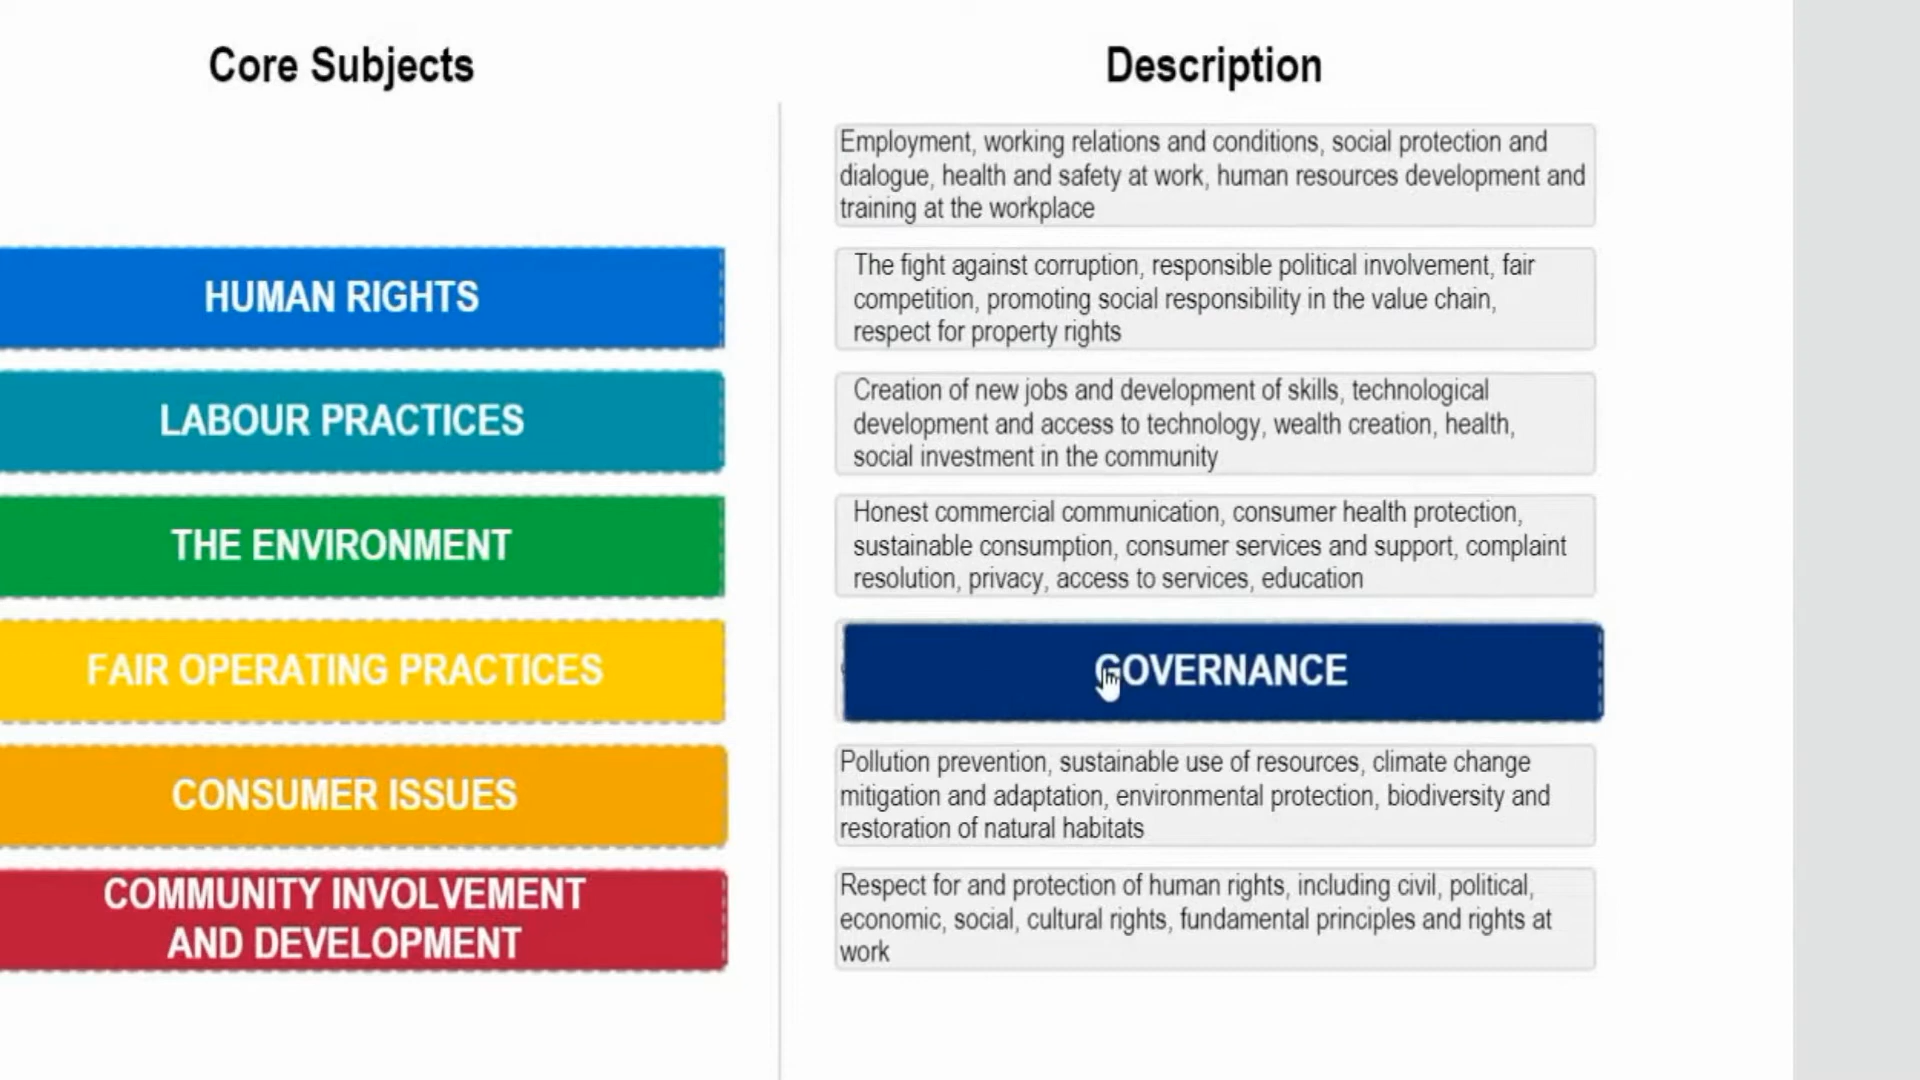 Core Subjects
Description
Employment, working relations and conditions, social protection and
dialogue, health and safety at work, human resources development and
training at the workplace
HUMAN RIGHTS
The fight against corruption, responsible political involvement, fair
competition, promoting social responsibility in the value chain,
respect for property rights
LABOUR PRACTICES
Creation of new jobs and development of skills, technological
development and access to technology, wealth creation, health,
social investment in the community
THE ENVIRONMENT
Honest commercial communication, consumer health protection,
sustainable consumption, consumer services and support, complaint
resolution, privacy, access to services, education
FAIR OPERATING PRACTICES
GOVERNANCE
CONSUMER ISSUES
Pollution prevention, sustainable use of resources, climate change
mitigation and adaptation, environmental protection, biodiversity and
restoration of natural habitats
COMMUNITY INVOLVEMENT
AND DEVELOPMENT
Respect for and protection of human rights, including civil, political,
economic, social, cultural rights, fundamental principles and rights at
work